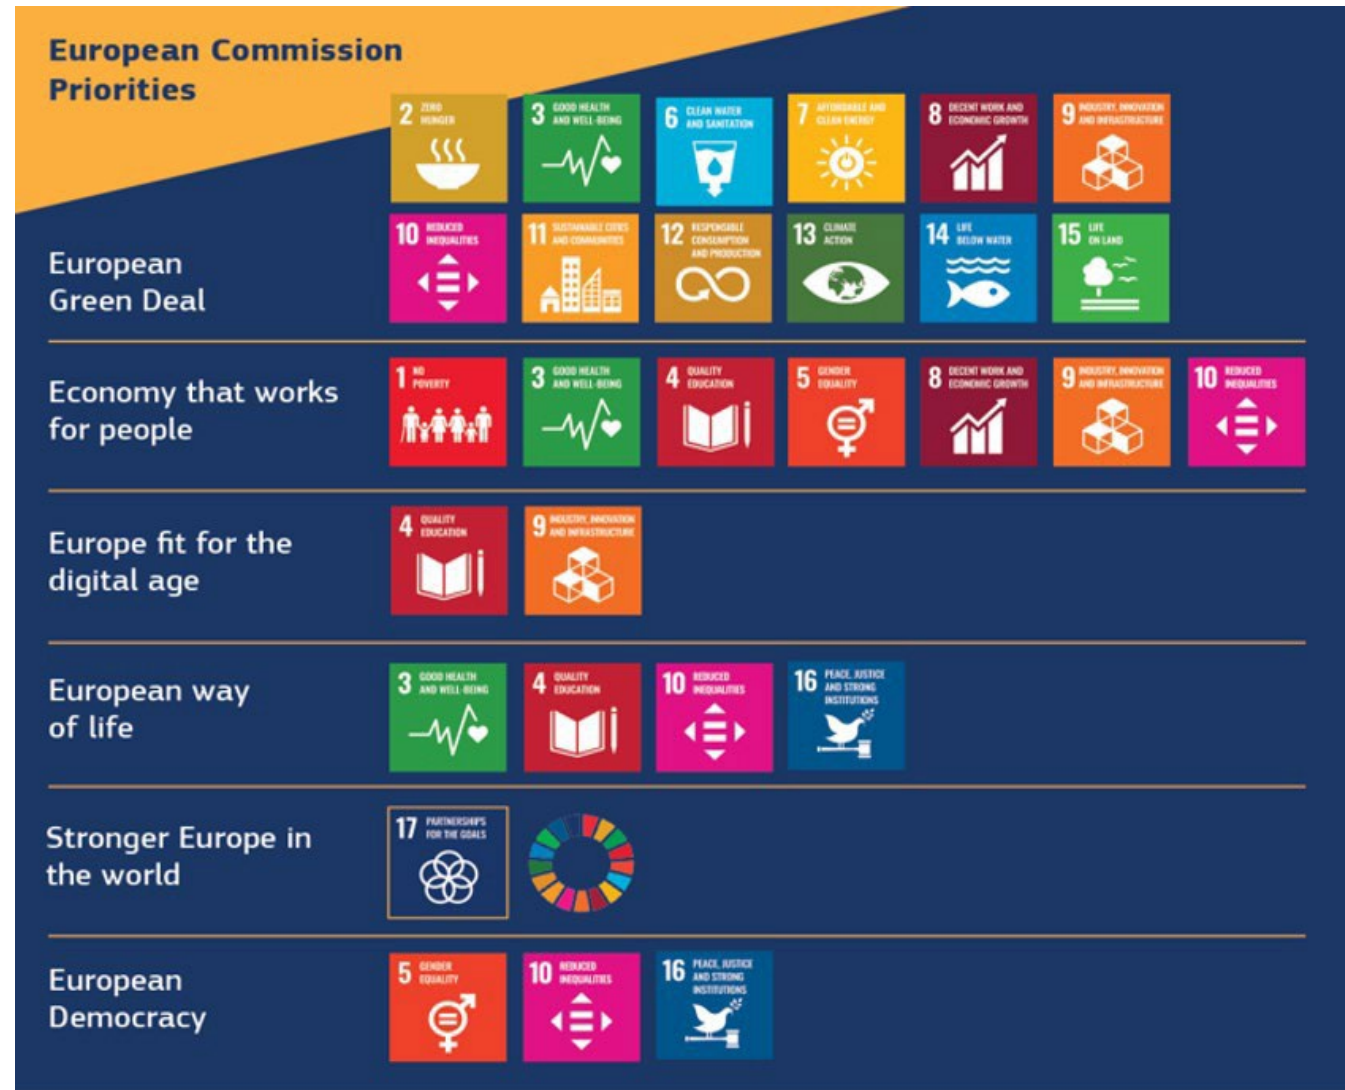 European Commission
Priorities
2 ZERO
HUNGER
3 GOOD HEALTH
AND WELL-BEING
6 CLEAN WATER
AND SANITATION
7 AFFORDABLE AND
CLEAN ENERGY
8 DECENT WORK AND
ECONOMIC GROWTH
9 INDUSTRY, INNOVATION
AND INFRASTRUCTURE
European
Green Deal
10 REDUCED
INEQUALITIES
11 SUSTAINABLE CITIES
AND COMMUNITIES
12 RESPONSIBLE
CONSUMPTION
AND PRODUCTION
13 CLIMATE
ACTION
14 LIFE
BELOW WATER
15 LIFE
ON LAND
Economy that works
for people
1 NO
POVERTY
3 GOOD HEALTH
AND WELL-BEING
4 QUALITY
EDUCATION
5 GENDER
EQUALITY
8 DECENT WORK AND
ECONOMIC GROWTH
9 INDUSTRY, INNOVATION
AND INFRASTRUCTURE
10 REDUCED
INEQUALITIES
Europe fit for the
digital age
4 QUALITY
EDUCATION
9 INDUSTRY, INNOVATION
AND INFRASTRUCTURE
European way
of life
3 GOOD HEALTH
AND WELL-BEING
4 QUALITY
EDUCATION
10 REDUCED
INEQUALITIES
16 PEACE, JUSTICE
AND STRONG
INSTITUTIONS
Stronger Europe in
the world
17 PARTNERSHIPS
FOR THE GOALS
European
Democracy
5 GENDER
EQUALITY
10 REDUCED
INEQUALITIES
16 PEACE, JUSTICE
AND STRONG
INSTITUTIONS